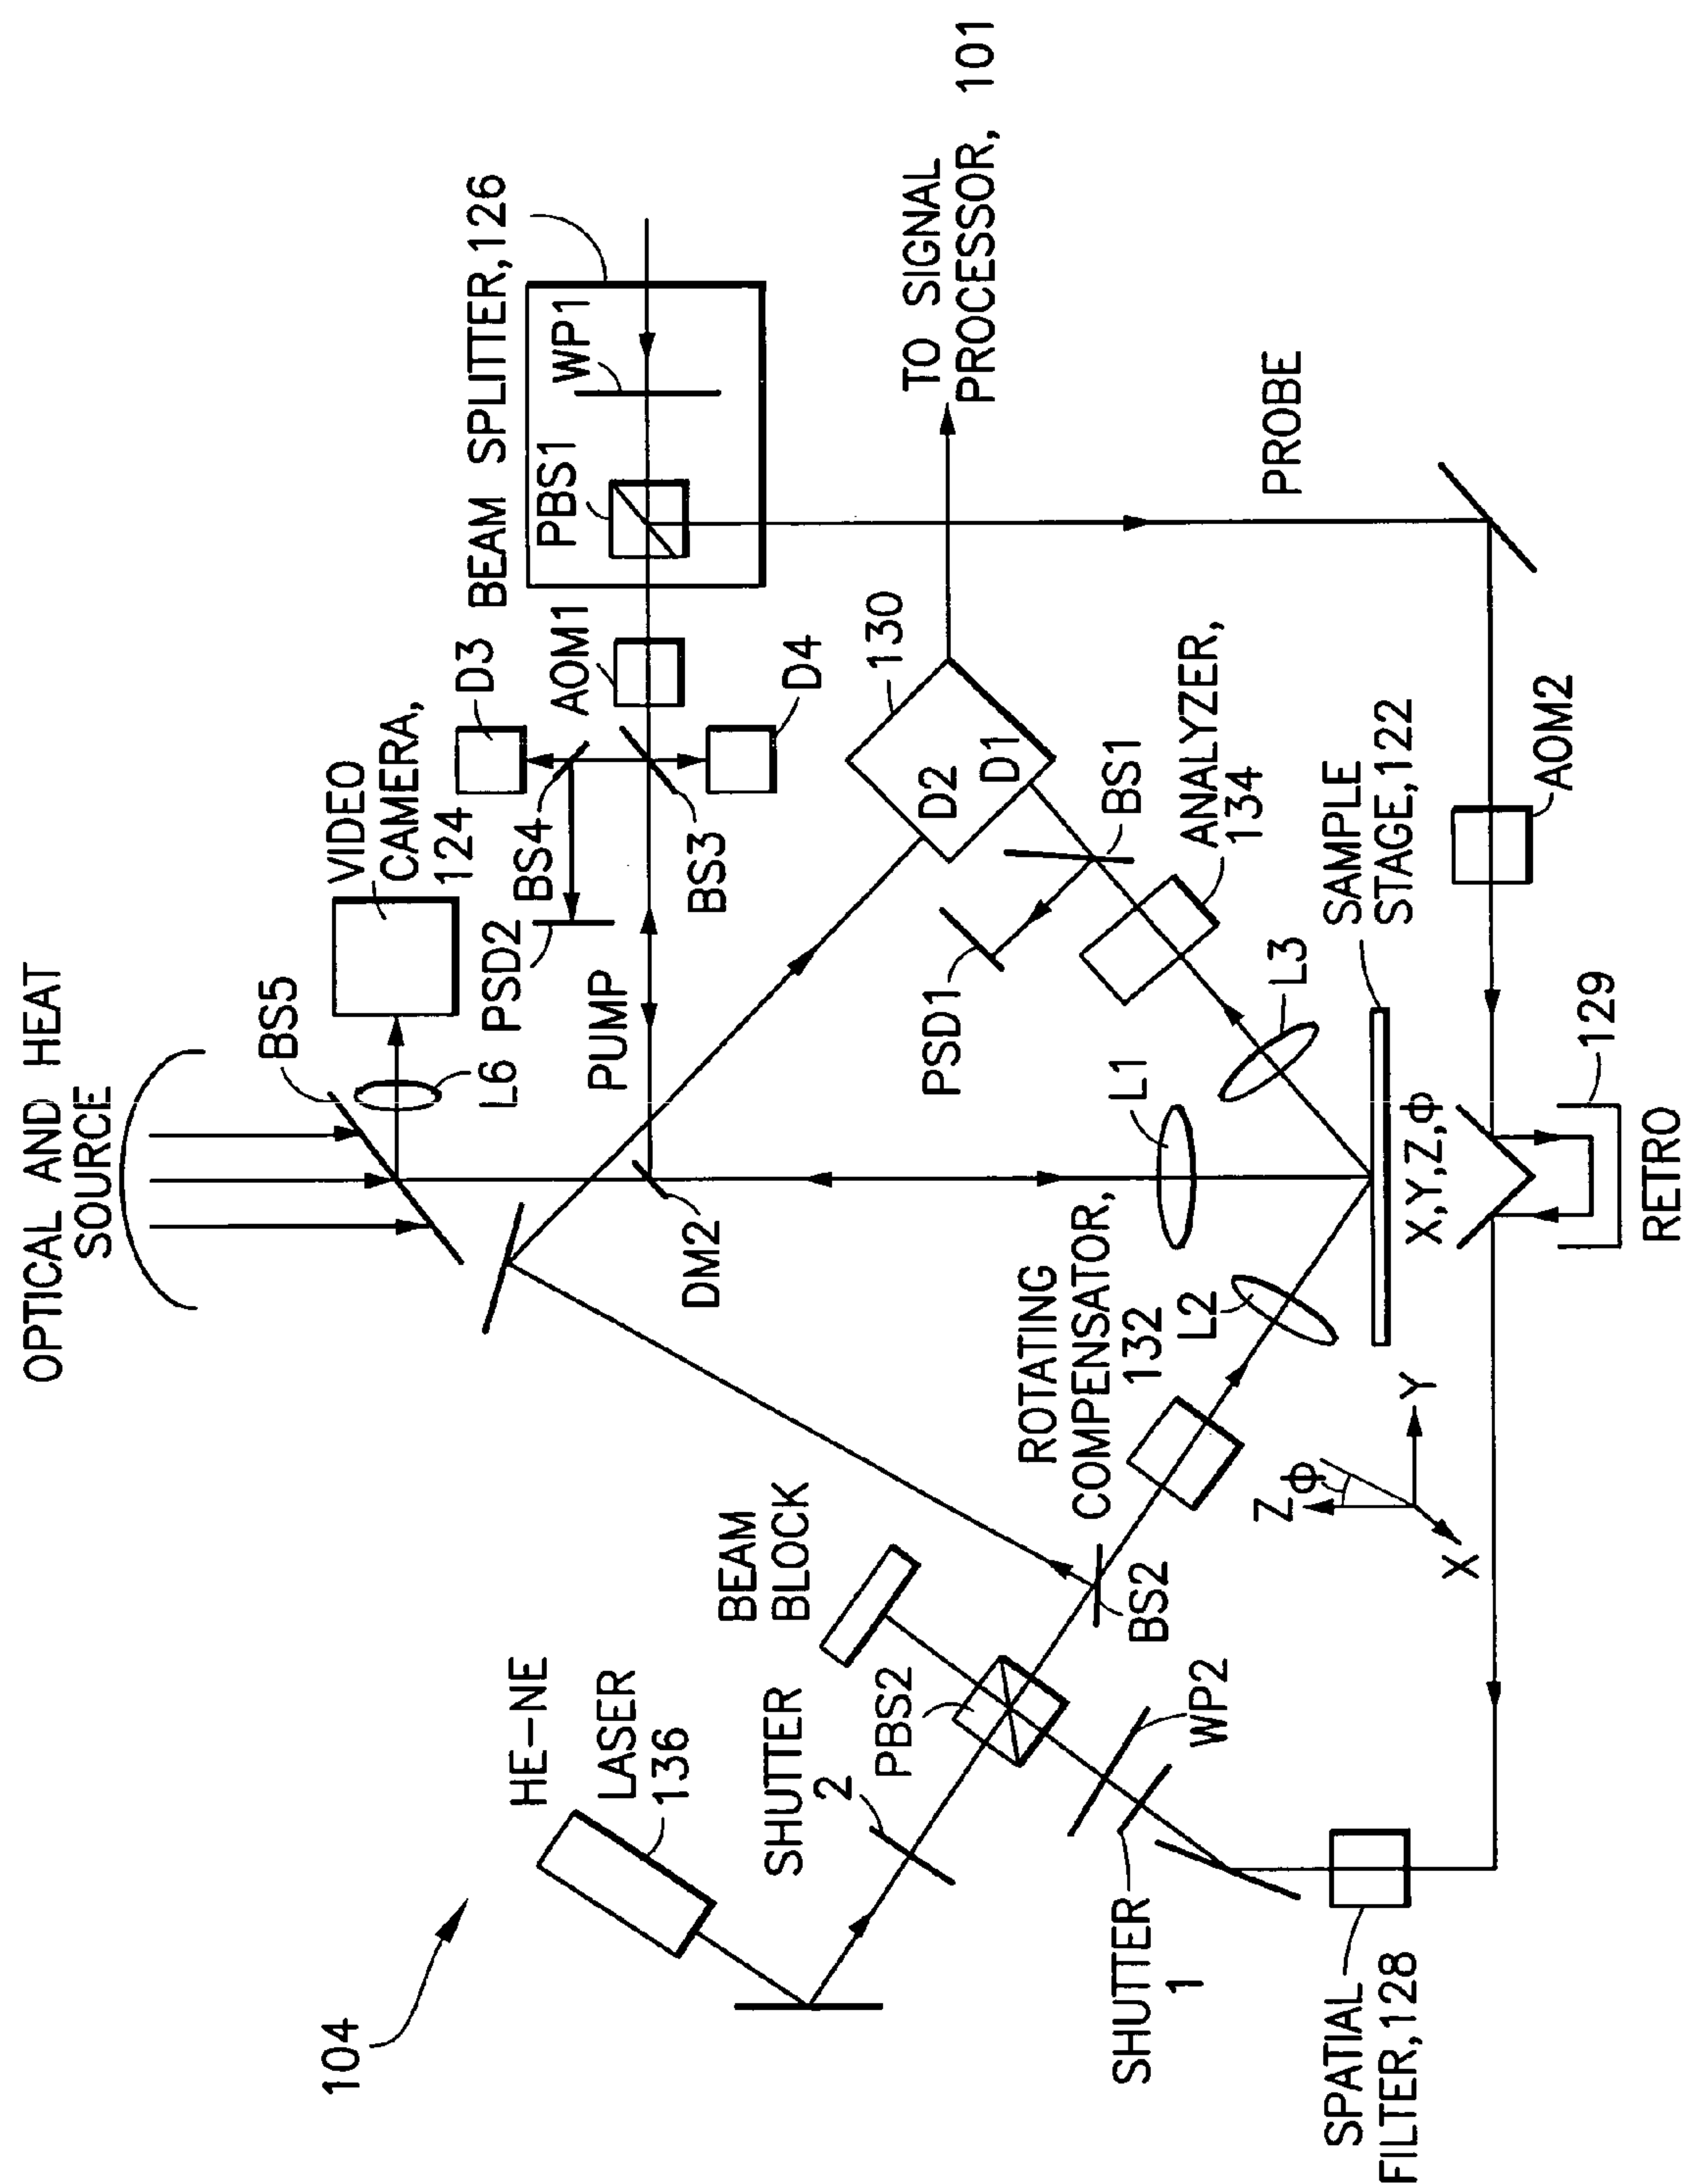 104
OPTICAL AND HEAT
SOURCE
BS5
L6
VIDEO
CAMERA,
124
PSD2
BS4
D3
AOM1
BEAM SPLITTER,126
PBS1
WP1
PUMP
BS3
D4
DM2
130
D2
D1
TO SIGNAL
PROCESSOR, 101
HE-NE
LASER
136
SHUTTER
2
BEAM
BLOCK
PBS2
WP2
SHUTTER
1
BS2
ROTATING
COMPENSATOR,
132
L2
L1
L3
PSD1
BS1
ANALYZER,
134
SAMPLE
STAGE,122
PROBE
AOM2
X,Y,Z,Φ
Z
Φ
Y
X
129
RETRO
SPATIAL
FILTER,128